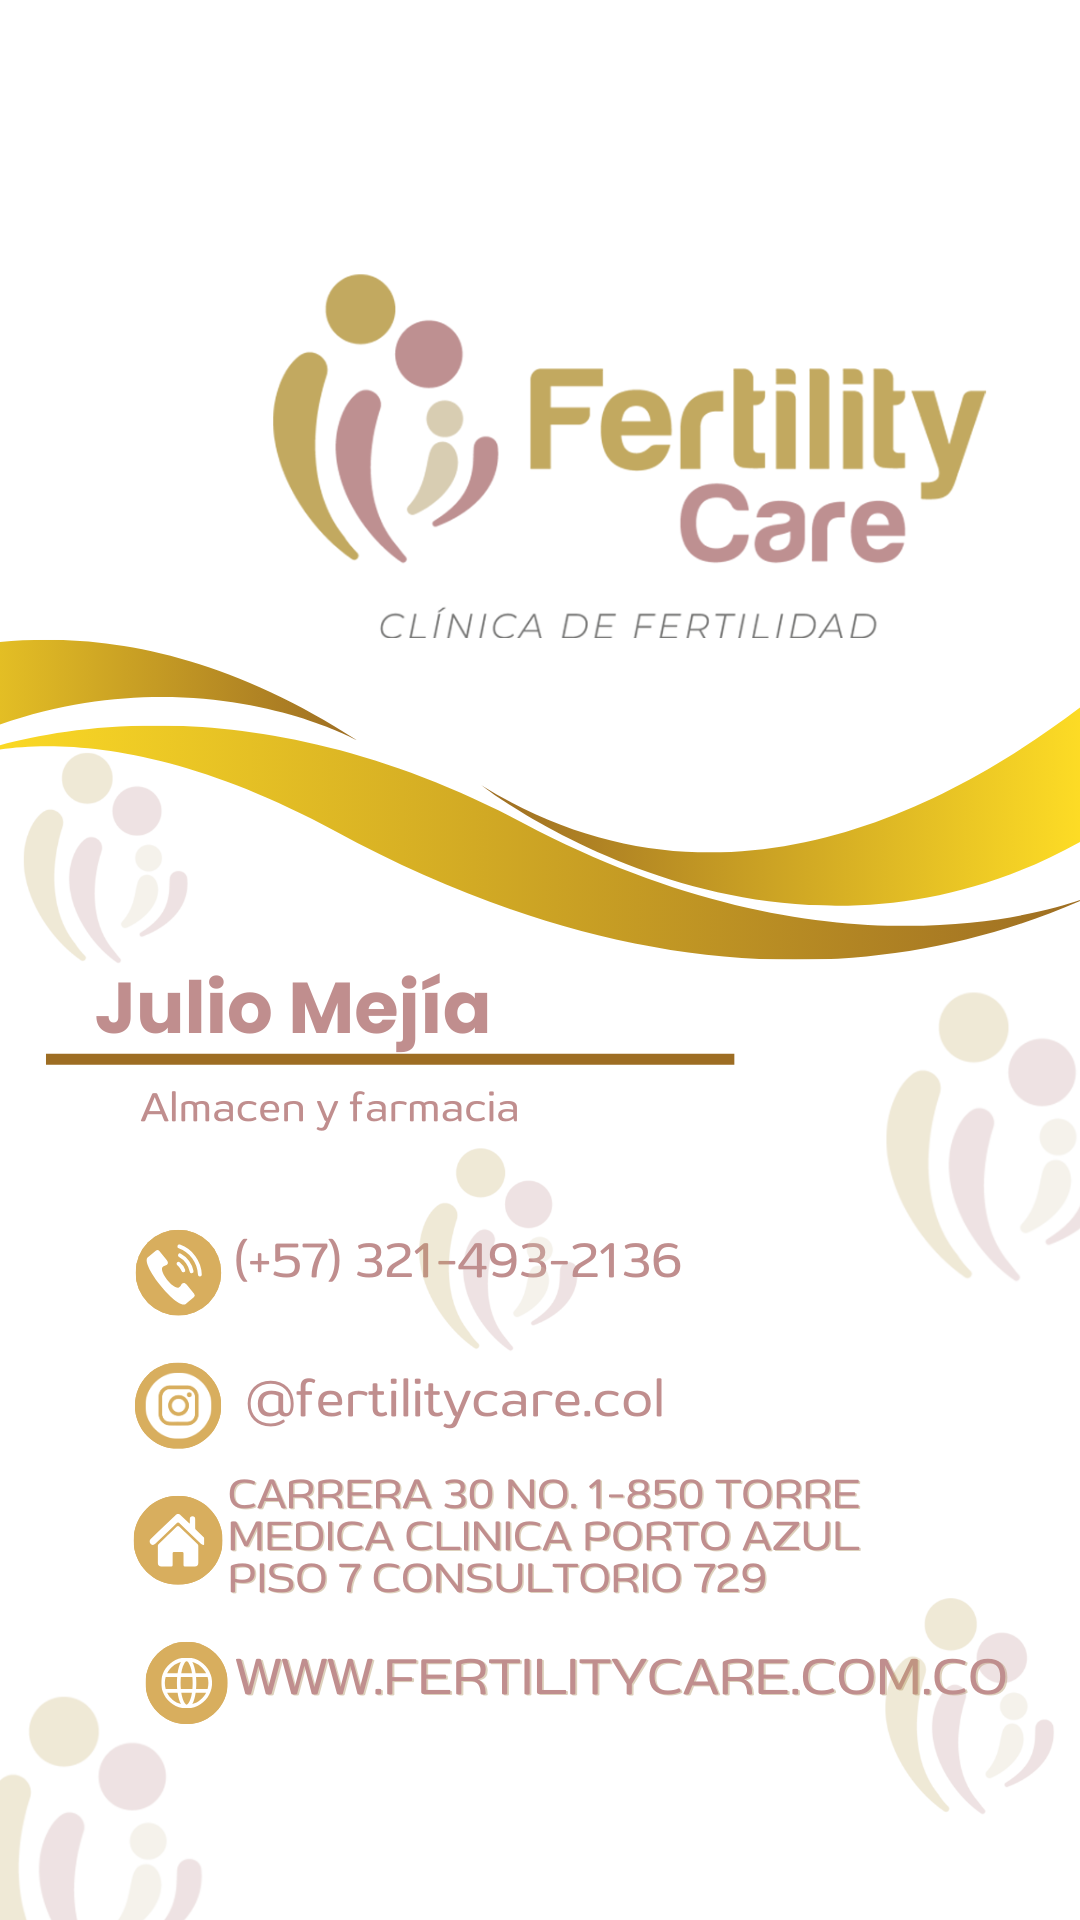 Fertility
Care
CLÍNICA DE FERTILIDAD
Julio Mejía
Almacen y farmacia
(+57) 321-493-2136
@fertilitycare.col
CARRERA 30 NO. 1-850 TORRE
MEDICA CLINICA PORTO AZUL
PISO 7 CONSULTORIO 729
WWW.FERTILITYCARE.COM.CO